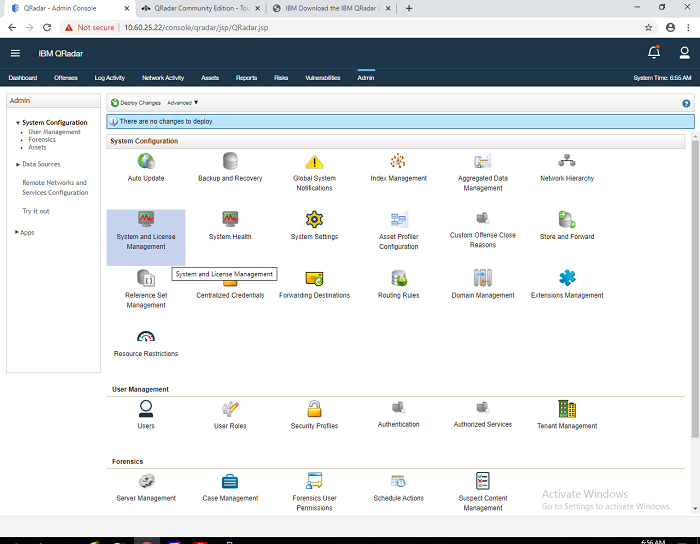 QRadar - Admin Console
QRadar Community Edition - Tou
IBM Download the IBM QRadar
Not secure
10.60.25.22/console/qradar/jsp/QRadar.jsp
IBM QRadar
Dashboard
Offenses
Log Activity
Network Activity
Assets
Reports
Risks
Vulnerabilities
Admin
System Time: 6:55 AM
Admin
System Configuration
User Management
Forensics
Assets
Data Sources
Remote Networks and
Services Configuration
Try it out
Apps
Deploy Changes
Advanced
There are no changes to deploy.
System Configuration
Auto Update
Backup and Recovery
Global System
Notifications
Index Management
Aggregated Data
Management
Network Hierarchy
System and License
Management
System Health
System Settings
Asset Profiler
Configuration
Custom Offense Close
Reasons
Store and Forward
System and License Management
Reference Set
Management
Centralized Credentials
Forwarding Destinations
Routing Rules
Domain Management
Extensions Management
Resource Restrictions
User Management
Users
User Roles
Security Profiles
Authentication
Authorized Services
Tenant Management
Forensics
Server Management
Case Management
Forensics User
Permissions
Schedule Actions
Suspect Content
Management
Activate Windows
Go to Settings to activate Windows.
6:56 AM